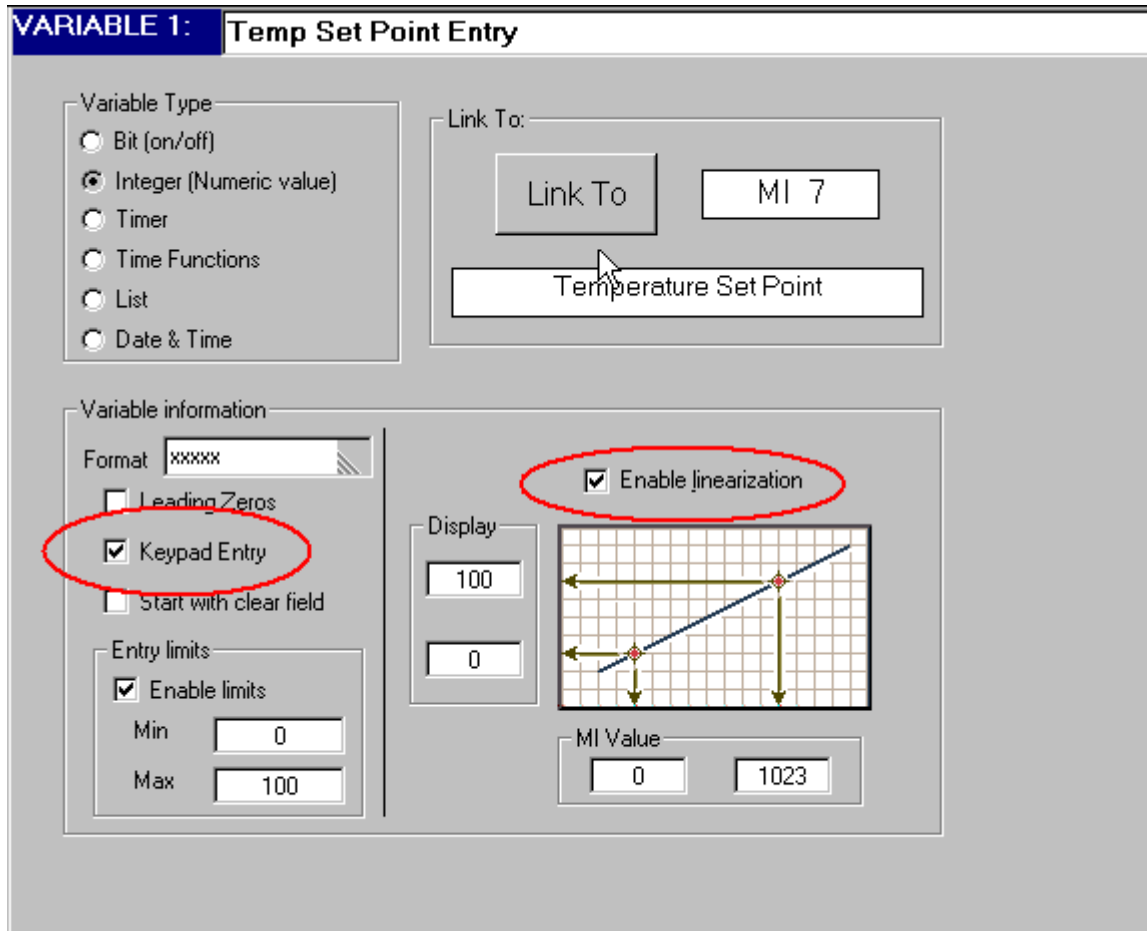 VARIABLE 1: Temp Set Point Entry
Variable Type
Bit (on/off)
Integer (Numeric value)
Timer
Time Functions
List
Date & Time
Link To:
Link To
MI 7
Temperature Set Point
Variable information
Format xxxxx
Leading Zeros
Keypad Entry
Start with clear field
Entry limits
Enable limits
Min 0
Max 100
Enable linearization
Display
100
0
MI Value
0 1023